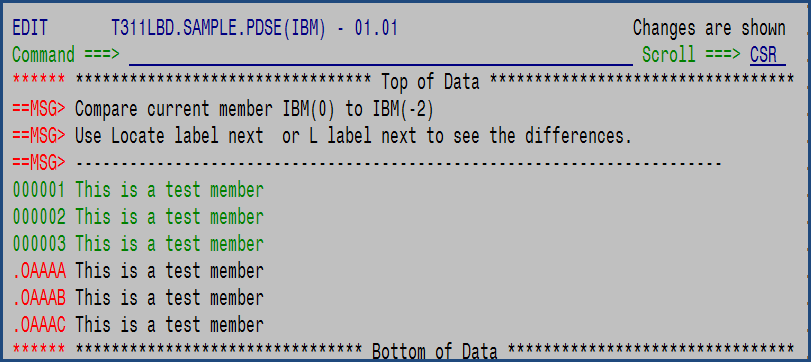 EDIT T311LBD.SAMPLE.PDSE(IBM) - 01.01 Changes are shown
Command ===> Scroll ===> CSR
****** ******************************** Top of Data *********************************
==MSG> Compare current member IBM(0) to IBM(-2)
==MSG> Use Locate label next  or L label next to see the differences.
==MSG> -----------------------------------------------------------------------
000001 This is a test member
000002 This is a test member
000003 This is a test member
.OAAAA This is a test member
.OAAAB This is a test member
.OAAAC This is a test member
****** ******************************* Bottom of Data *******************************